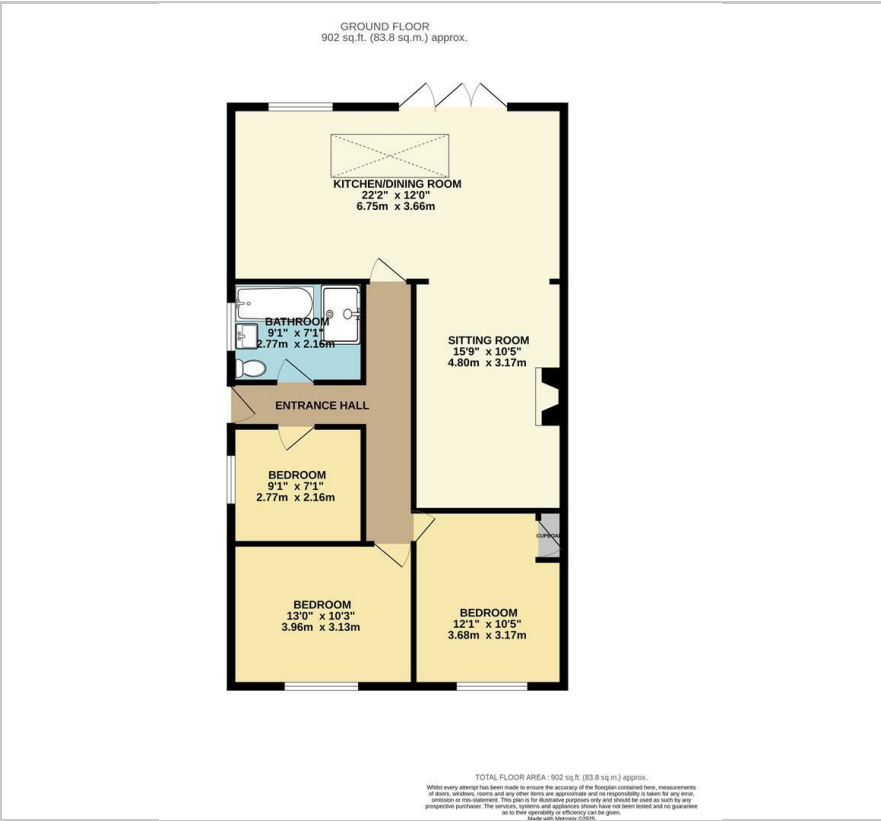 GROUND FLOOR
902 sq.ft. (83.8 sq.m.) approx.
KITCHEN/DINING ROOM
22'2" x 12'0"
6.75m x 3.66m
BATHROOM
9'1" x 7'1"
2.77m x 2.16m
SITTING ROOM
15'9" x 10'5"
4.80m x 3.17m
ENTRANCE HALL
BEDROOM
9'1" x 7'1"
2.77m x 2.16m
CUPBOA
BEDROOM
13'0" x 10'3"
3.96m x 3.13m
BEDROOM
12'1" x 10'5"
3.68m x 3.17m
TOTAL FLOOR AREA : 902 sq.ft. (83.8 sq.m.) approx.
Whilst every attempt has been made to ensure the accuracy of the floorplan contained here, measurements
of doors, windows, rooms and any other items are approximate and no responsibility is taken for any error,
omission or mis-statement. This plan is for illustrative purposes only and should be used as such by any
prospective purchaser. The services, systems and appliances shown have not been tested and no guarantee
as to their operability or efficiency can be given.
Made with Metropix ©2025